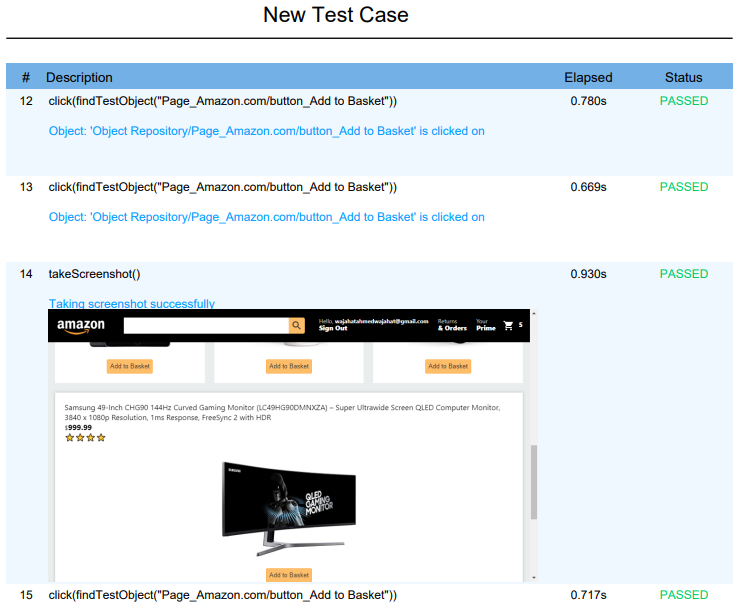 New Test Case
# Description Elapsed Status
12 click(findTestObject("Page_Amazon.com/button_Add to Basket")) 0.780s PASSED
Object: 'Object Repository/Page_Amazon.com/button_Add to Basket' is clicked on
13 click(findTestObject("Page_Amazon.com/button_Add to Basket")) 0.669s PASSED
Object: 'Object Repository/Page_Amazon.com/button_Add to Basket' is clicked on
14 takeScreenshot() 0.930s PASSED
Taking screenshot successfully
amazon
Hello, wajahatahmedwajahat@gmail.com Returns Your
Sign Out & Orders Prime 5
Add to Basket Add to Basket Add to Basket
Samsung 49-Inch CHG90 144Hz Curved Gaming Monitor (LC49HG90DMNXZA) – Super Ultrawide Screen QLED Computer Monitor,
3840 x 1080p Resolution, 1ms Response, FreeSync 2 with HDR
$999.99
SAMSUNG
QLED
GAMING
MONITOR
Add to Basket
15 click(findTestObject("Page_Amazon.com/button_Add to Basket")) 0.717s PASSED